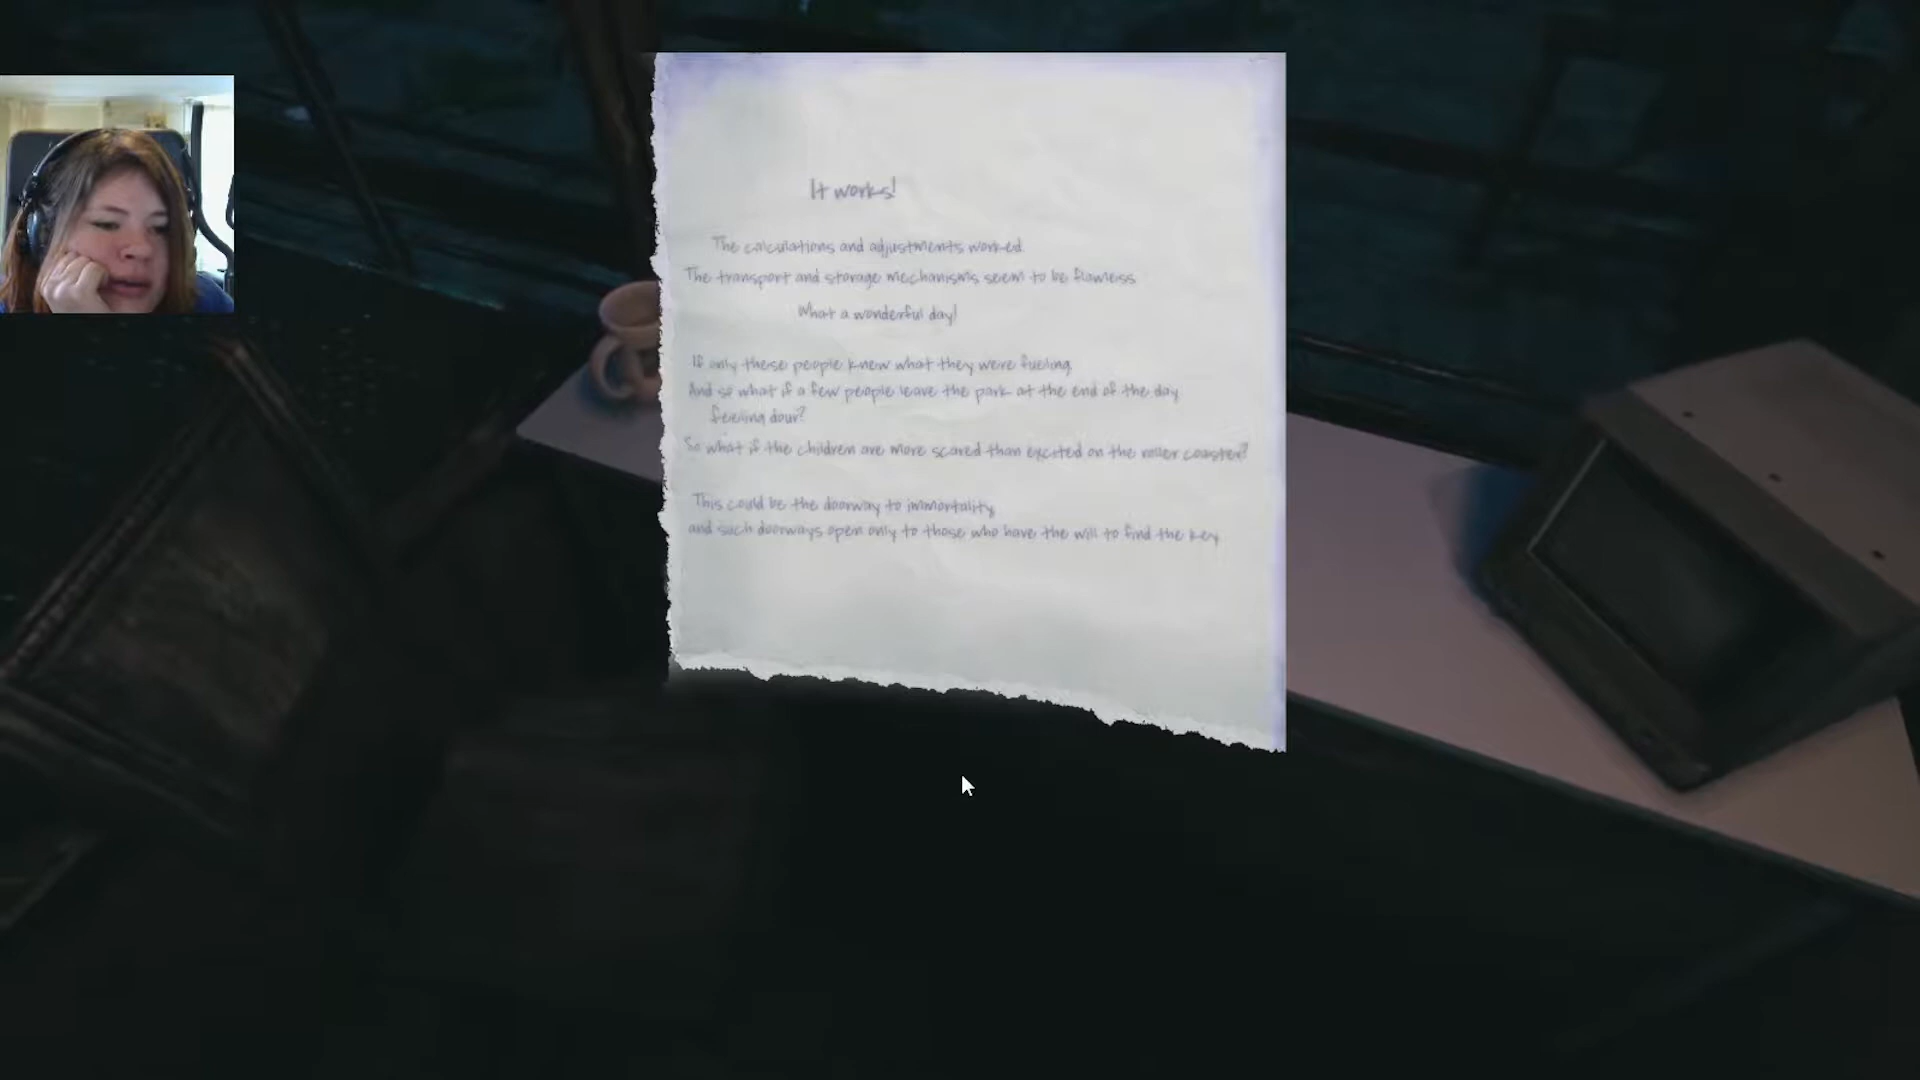 It works!
The calculations and adjustments worked.
The transport and storage mechanisms seem to be flawless.
What a wonderful day!
If only these people knew what they were fueling.
And so what if a few people leave the park at the end of the day
feeling dour?
So what if the children are more scared than excited on the roller coaster?
This could be the doorway to immortality,
and such doorways open only to those who have the will to find the key.